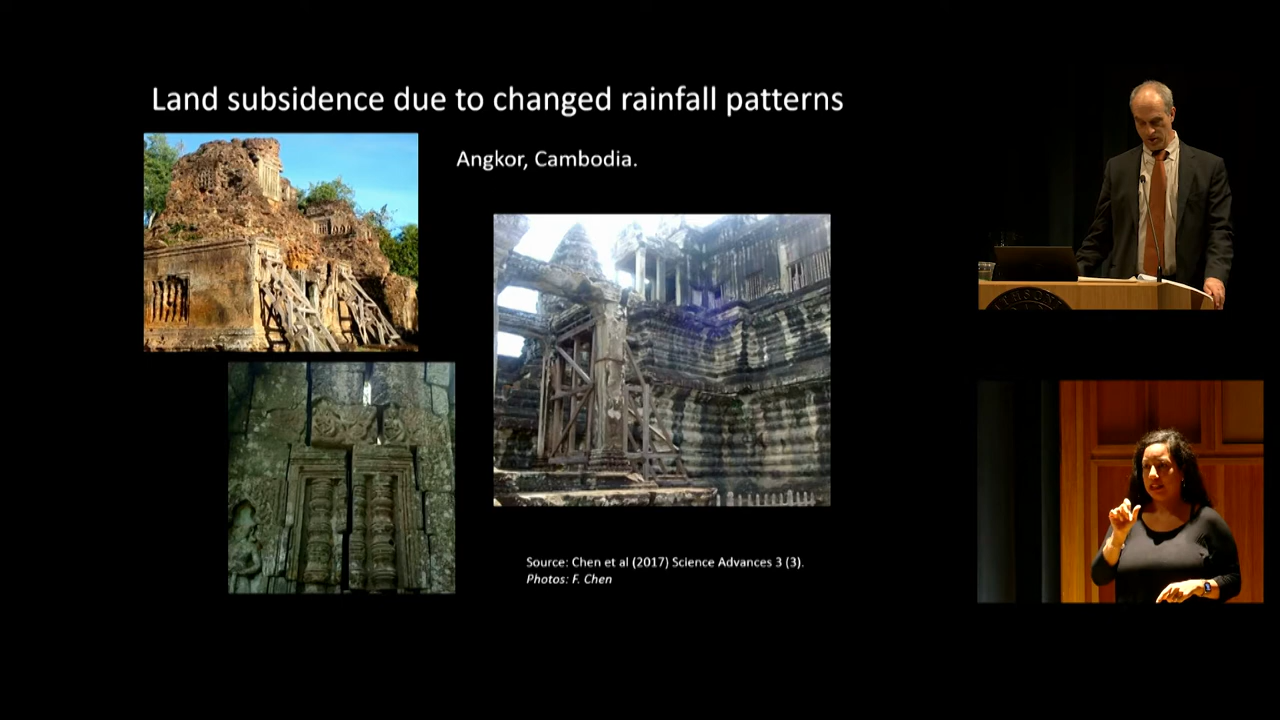 Land subsidence due to changed rainfall patterns
Angkor, Cambodia.
Source: Chen et al (2017) Science Advances 3 (3).
Photos: F. Chen